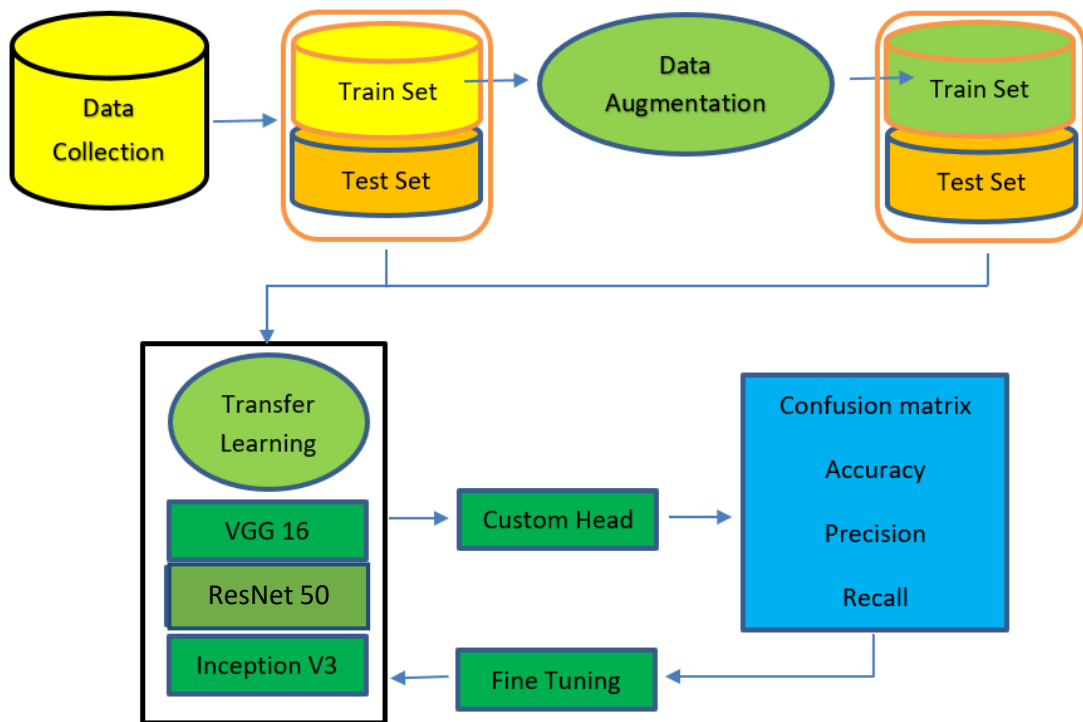 Data
Collection
Train Set
Test Set
Data
Augmentation
Train Set
Test Set
Transfer
Learning
VGG 16
ResNet 50
Inception V3
Custom Head
Fine Tuning
Confusion matrix
Accuracy
Precision
Recall